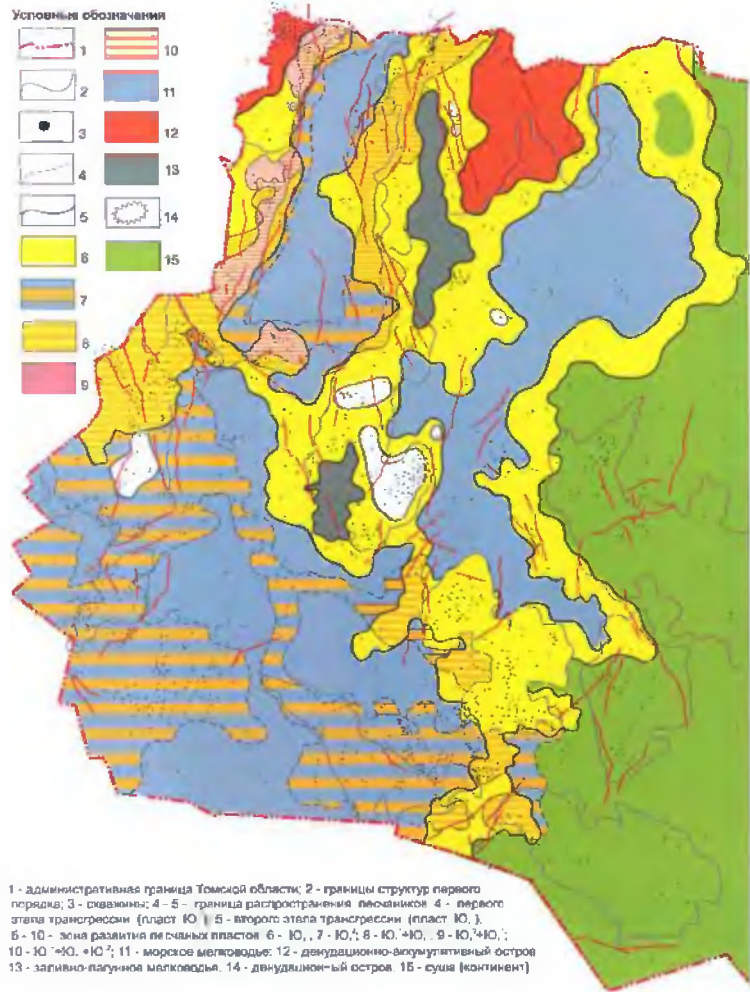 Условные обозначения
1 10
2 11
3 12
4 13
5 14
6 15
7
8
9
1 - административная граница Томской области; 2 - границы структур первого
порядка; 3 - скважины; 4 - 5 - граница распространения песчаников 4 - первого
этапа трансгрессии (пласт Ю 5 - второго этапа трансгрессии (пласт Ю
6 - 10 - зона развития песчаных пластов 6 - 7 - 8 - 9 -
10 - 11 - морское мелководье; 12 - денудационно-аккумулятивный остров
13 - заливно-лагунное мелководье, 14 - денудационный остров, 15 - суша (континент)